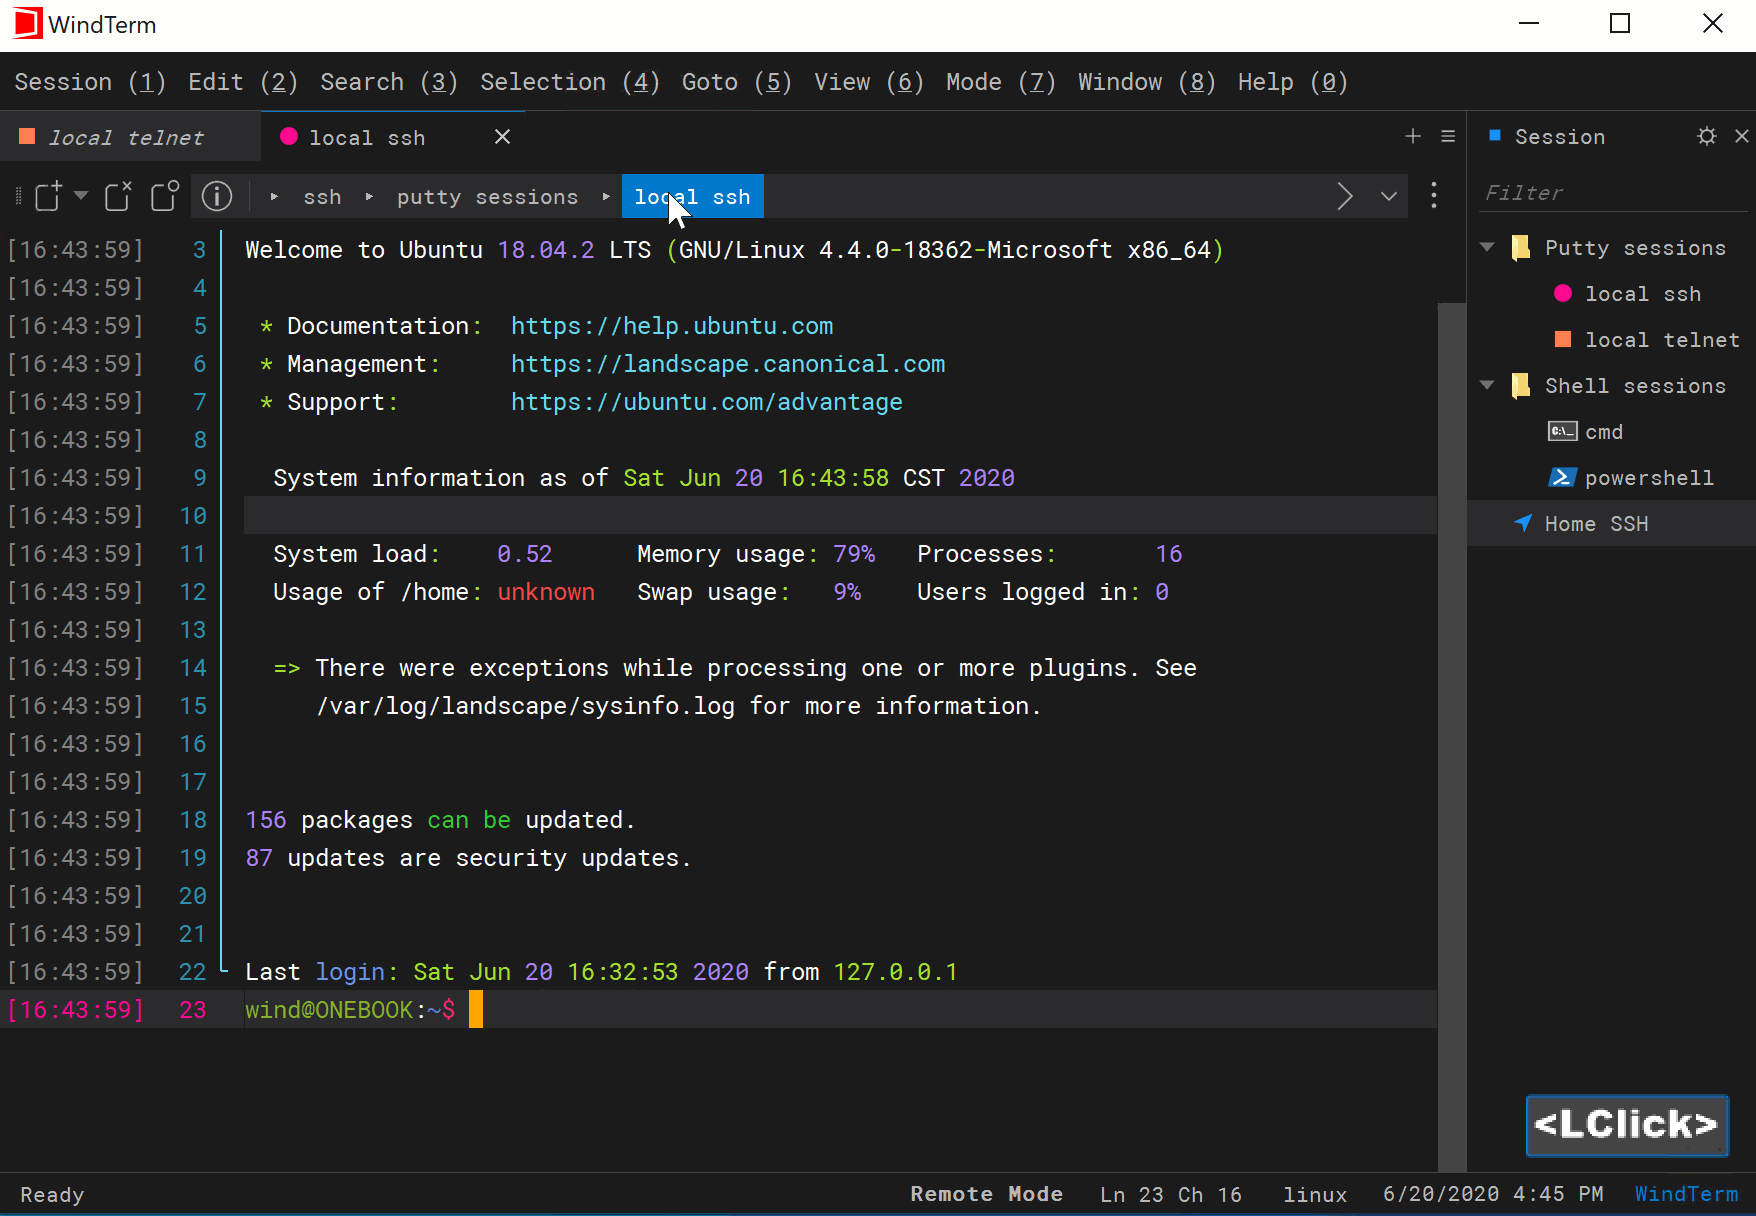 WindTerm
Session (1) Edit (2) Search (3) Selection (4) Goto (5) View (6) Mode (7) Window (8) Help (0)
local telnet local ssh
ssh putty sessions local ssh
[16:43:59] 3 Welcome to Ubuntu 18.04.2 LTS (GNU/Linux 4.4.0-18362-Microsoft x86_64)
[16:43:59] 4
[16:43:59] 5 * Documentation: https://help.ubuntu.com
[16:43:59] 6 * Management: https://landscape.canonical.com
[16:43:59] 7 * Support: https://ubuntu.com/advantage
[16:43:59] 8
[16:43:59] 9 System information as of Sat Jun 20 16:43:58 CST 2020
[16:43:59] 10
[16:43:59] 11 System load: 0.52 Memory usage: 79% Processes: 16
[16:43:59] 12 Usage of /home: unknown Swap usage: 9% Users logged in: 0
[16:43:59] 13
[16:43:59] 14 => There were exceptions while processing one or more plugins. See
[16:43:59] 15 /var/log/landscape/sysinfo.log for more information.
[16:43:59] 16
[16:43:59] 17
[16:43:59] 18 156 packages can be updated.
[16:43:59] 19 87 updates are security updates.
[16:43:59] 20
[16:43:59] 21
[16:43:59] 22 Last login: Sat Jun 20 16:32:53 2020 from 127.0.0.1
[16:43:59] 23 wind@ONEBOOK:~$
Session
Filter
Putty sessions
local ssh
local telnet
Shell sessions
C:\_ cmd
powershell
Home SSH
<LClick>
Ready Remote Mode Ln 23 Ch 16 linux 6/20/2020 4:45 PM WindTerm